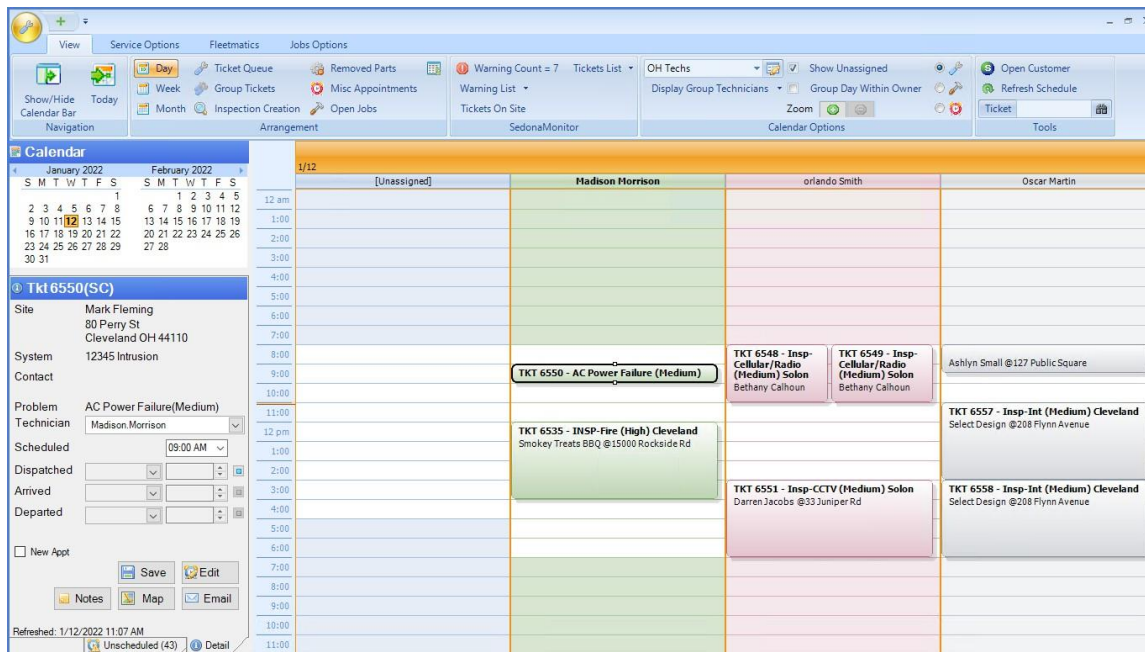 View Service Options Fleetmatics Jobs Options
Show/Hide
Calendar Bar
Today
Navigation
Day
Week
Month
Ticket Queue
Group Tickets
Inspection Creation
Removed Parts
Misc Appointments
Open Jobs
Arrangement
Warning Count = 7 Tickets List
Warning List
Tickets On Site
SedonaMonitor
OH Techs
Display Group Technicians
Show Unassigned
Group Day Within Owner
Zoom
Calendar Options
Open Customer
Refresh Schedule
Ticket
Tools
Calendar
January 2022 February 2022
S M T W T F S S M T W T F S
1 1 2 3 4 5
2 3 4 5 6 7 8 6 7 8 9 10 11 12
9 10 11 12 13 14 15 13 14 15 16 17 18 19
16 17 18 19 20 21 22 20 21 22 23 24 25 26
23 24 25 26 27 28 29 27 28
30 31
Tkt 6550(SC)
Site Mark Fleming
80 Perry St
Cleveland OH 44110
System 12345 Intrusion
Contact
Problem AC Power Failure(Medium)
Technician Madison.Morrison
Scheduled 09:00 AM
Dispatched
Arrived
Departed
New Appt
Save Edit
Notes Map Email
Refreshed: 1/12/2022 11:07 AM
Unscheduled (43) Detail
1/12
[Unassigned] Madison Morrison orlando Smith Oscar Martin
12 am
1:00
2:00
3:00
4:00
5:00
6:00
7:00
8:00
9:00
10:00
11:00
12 pm
1:00
2:00
3:00
4:00
5:00
6:00
7:00
8:00
9:00
10:00
11:00
TKT 6550 - AC Power Failure (Medium)
TKT 6535 - INSP-Fire (High) Cleveland
Smokey Treats BBQ @15000 Rockside Rd
TKT 6548 - Insp-
Cellular/Radio
(Medium) Solon
Bethany Calhoun
TKT 6549 - Insp-
Cellular/Radio
(Medium) Solon
Bethany Calhoun
TKT 6551 - Insp-CCTV (Medium) Solon
Darren Jacobs @33 Juniper Rd
Ashlyn Small @127 Public Square
TKT 6557 - Insp-Int (Medium) Cleveland
Select Design @208 Flynn Avenue
TKT 6558 - Insp-Int (Medium) Cleveland
Select Design @208 Flynn Avenue